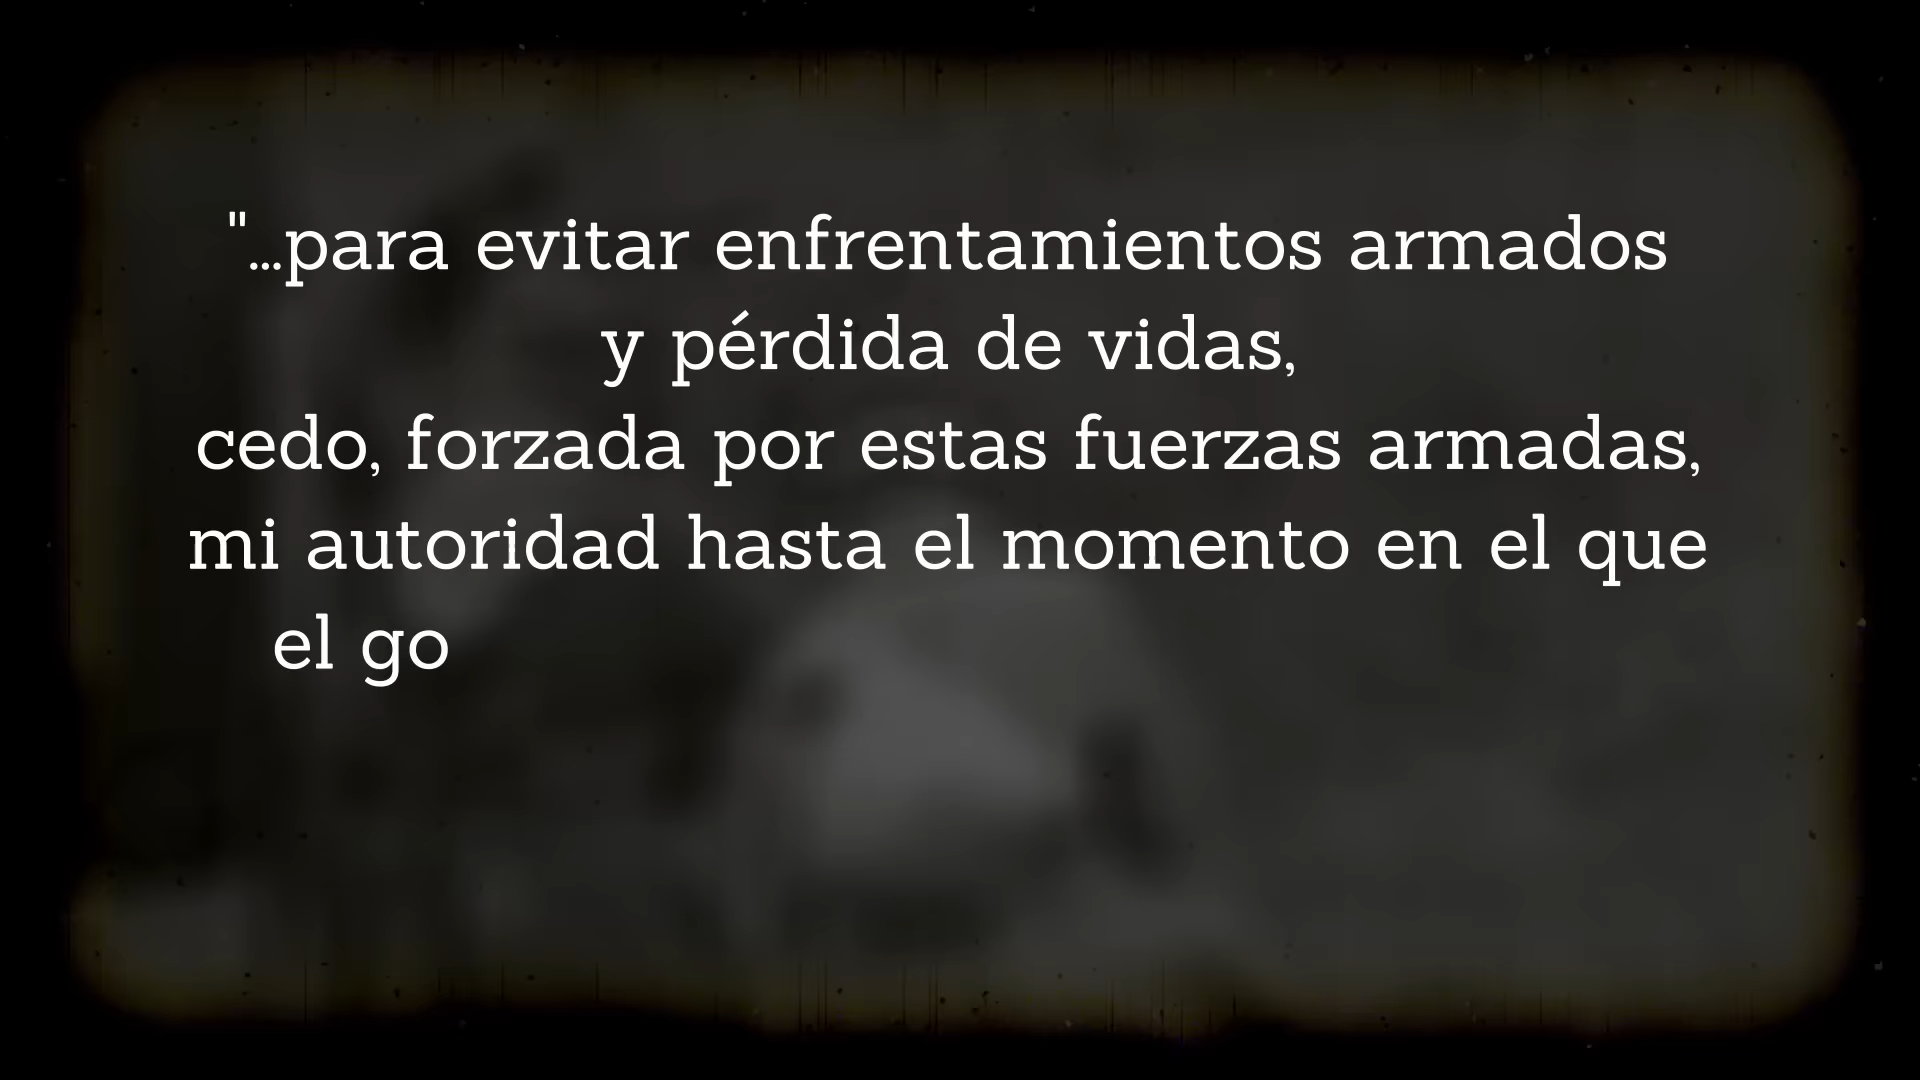 "...para evitar enfrentamientos armados
y pérdida de vidas,
cedo, forzada por estas fuerzas armadas,
mi autoridad hasta el momento en el que
el go